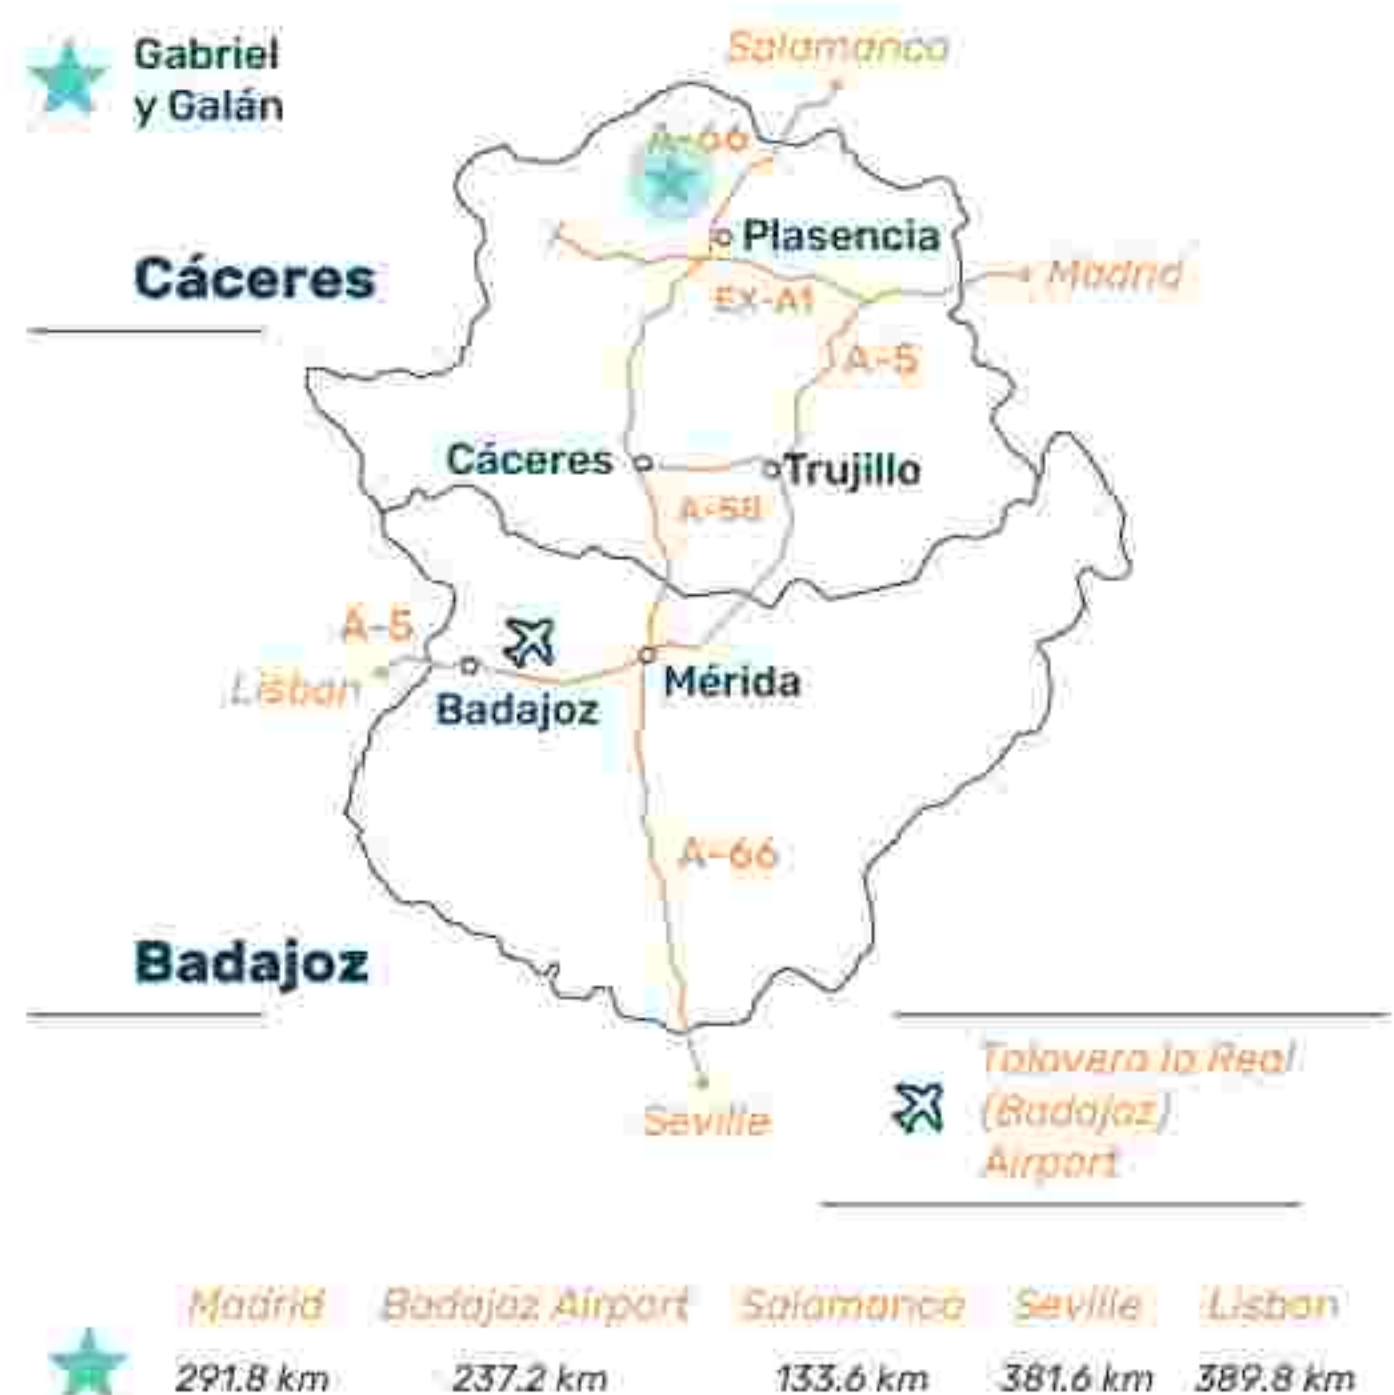 Gabriel
y Galán
Salamanca
A-66
Plasencia
Cáceres
Madrid
EX-A1
A-5
Cáceres
Trujillo
A-58
A-5
Lisbon
Mérida
Badajoz
A-66
Badajoz
Talavera la Real
(Badajoz)
Airport
Seville
Madrid Badajoz Airport Salamanca Seville Lisbon
291.8 km 237.2 km 133.6 km 381.6 km 389.8 km